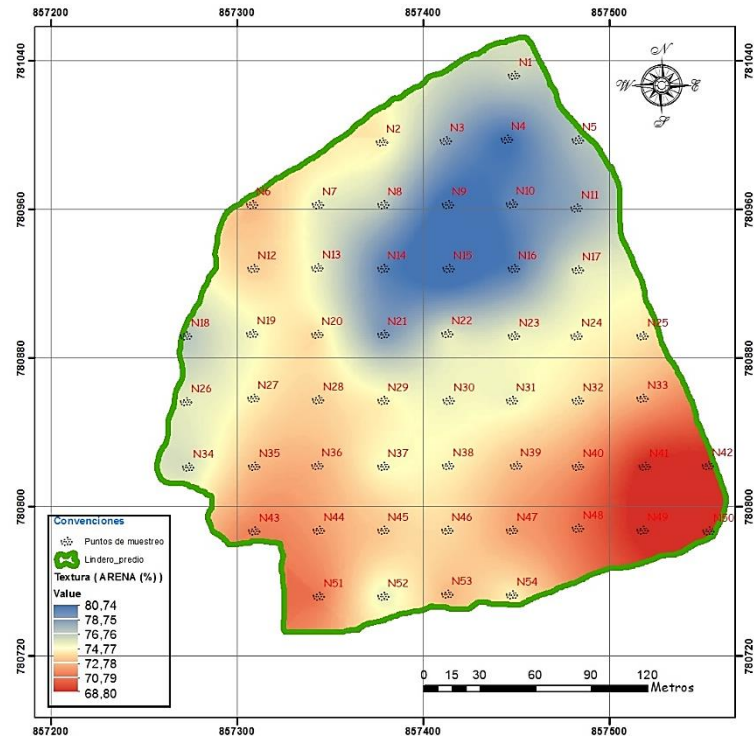 857200 857300 857400 857500
781040 781040
N
W E
S
N1
N2 N3 N4 N5
780960 780960
N6 N7 N8 N9 N10 N11
N12 N13 N14 N15 N16 N17
780880 780880
N18 N19 N20 N21 N22 N23 N24 N25
N26 N27 N28 N29 N30 N31 N32 N33
N34 N35 N36 N37 N38 N39 N40 N41 N42
780800 780800
N43 N44 N45 N46 N47 N48 N49 N50
N51 N52 N53 N54
Convenciones
Puntos de muestreo
Lindero_predio
Textura ( ARENA (%) )
Value
80,74
78,75
76,76
74,77
72,78
70,79
68,80
780720 780720
0 15 30 60 90 120
Metros
857200 857300 857400 857500